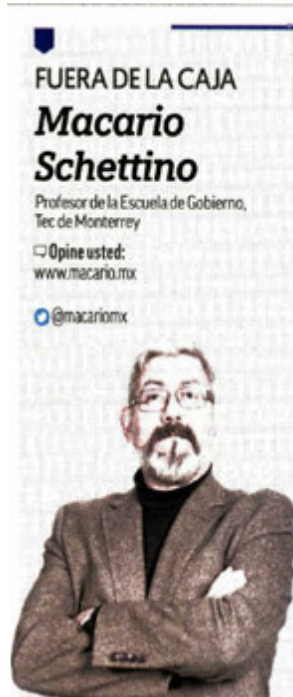 FUERA DE LA CAJA
Macario
Schettino
Profesor de la Escuela de Gobierno,
Tec de Monterrey
Opine usted:
www.macario.mx
@macariomx